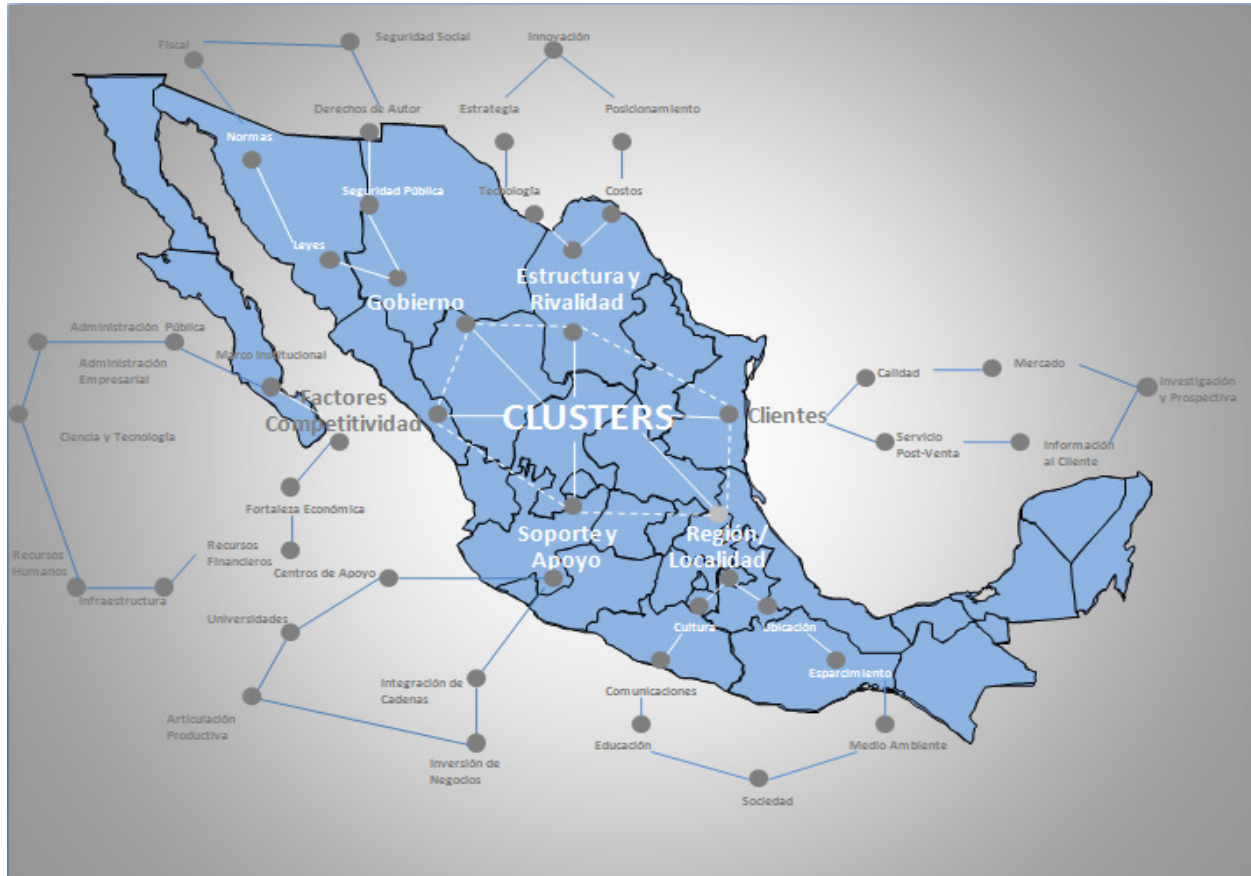 Fiscal
Seguridad Social
Innovación
Derechos de Autor
Estrategia
Posicionamiento
Normas
Seguridad Pública
Tecnología
Costos
Leyes
Gobierno
Estructura y
Rivalidad
Administración Pública
Marco Institucional
Administración
Empresarial
Factores
Competitividad
CLUSTERS
Clientes
Calidad
Mercado
Investigación
y Prospectiva
Ciencia y Tecnología
Servicio
Post-Venta
Información
al Cliente
Fortaleza Económica
Soporte y
Apoyo
Región/
Localidad
Recursos
Humanos
Recursos
Financieros
Centros de Apoyo
Infraestructura
Universidades
Cultura
Ubicación
Esparcimiento
Integración de
Cadenas
Comunicaciones
Articulación
Productiva
Educación
Medio Ambiente
Inversión de
Negocios
Sociedad